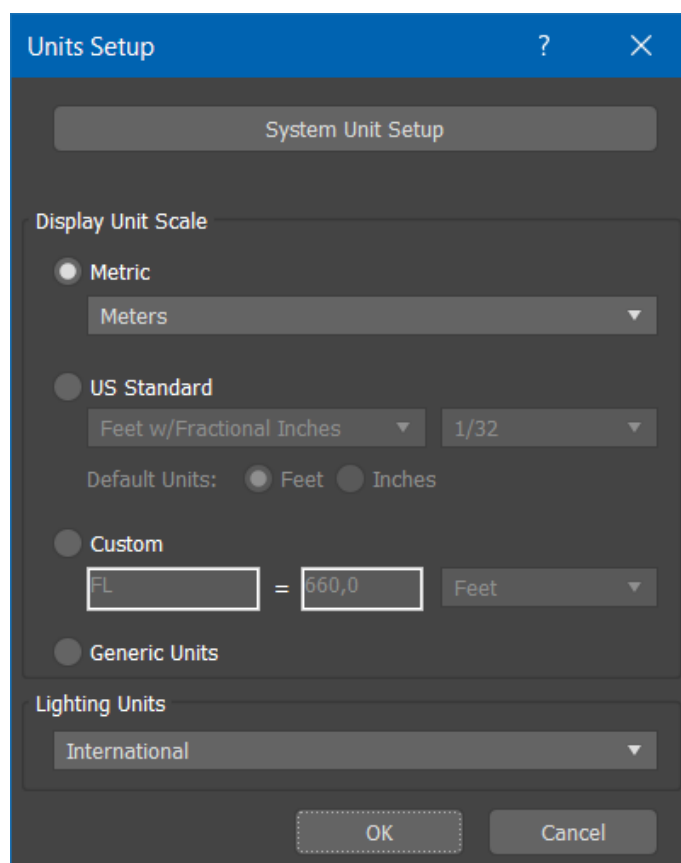 Units Setup ? ×
System Unit Setup
Display Unit Scale
Metric
Meters
US Standard
Feet w/Fractional Inches 1/32
Default Units: Feet Inches
Custom
FL = 660,0 Feet
Generic Units
Lighting Units
International
OK Cancel